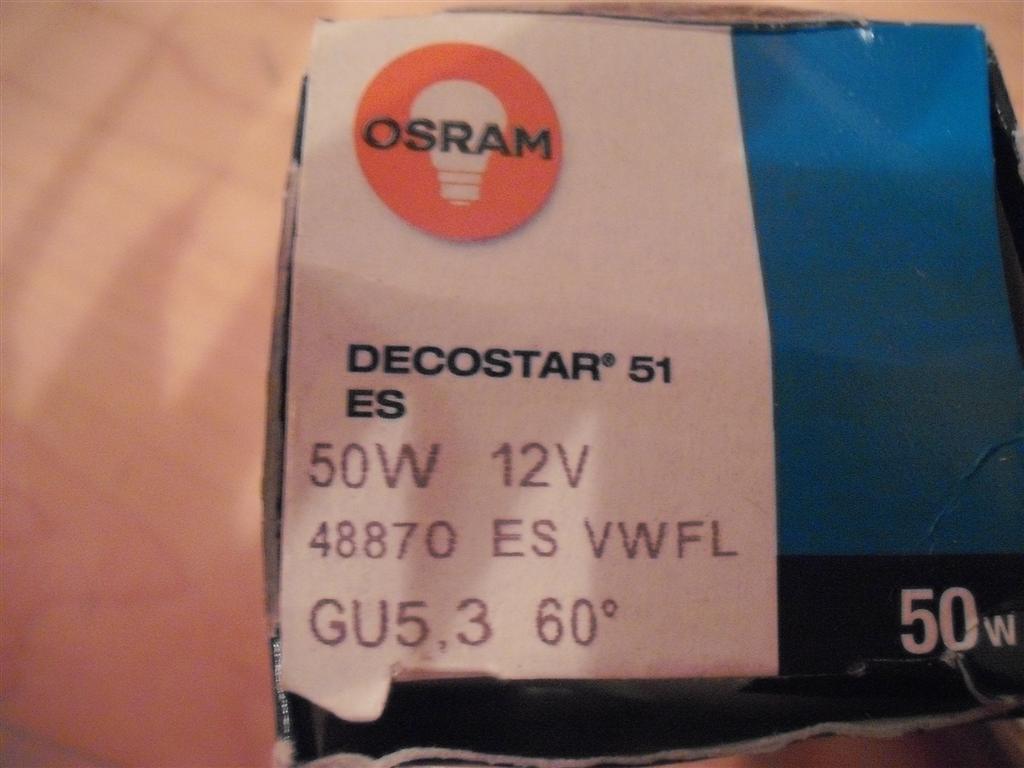 OSRAM
DECOSTAR® 51
ES
50W 12V
48870 ES VWFL
GU5,3 60°
50W